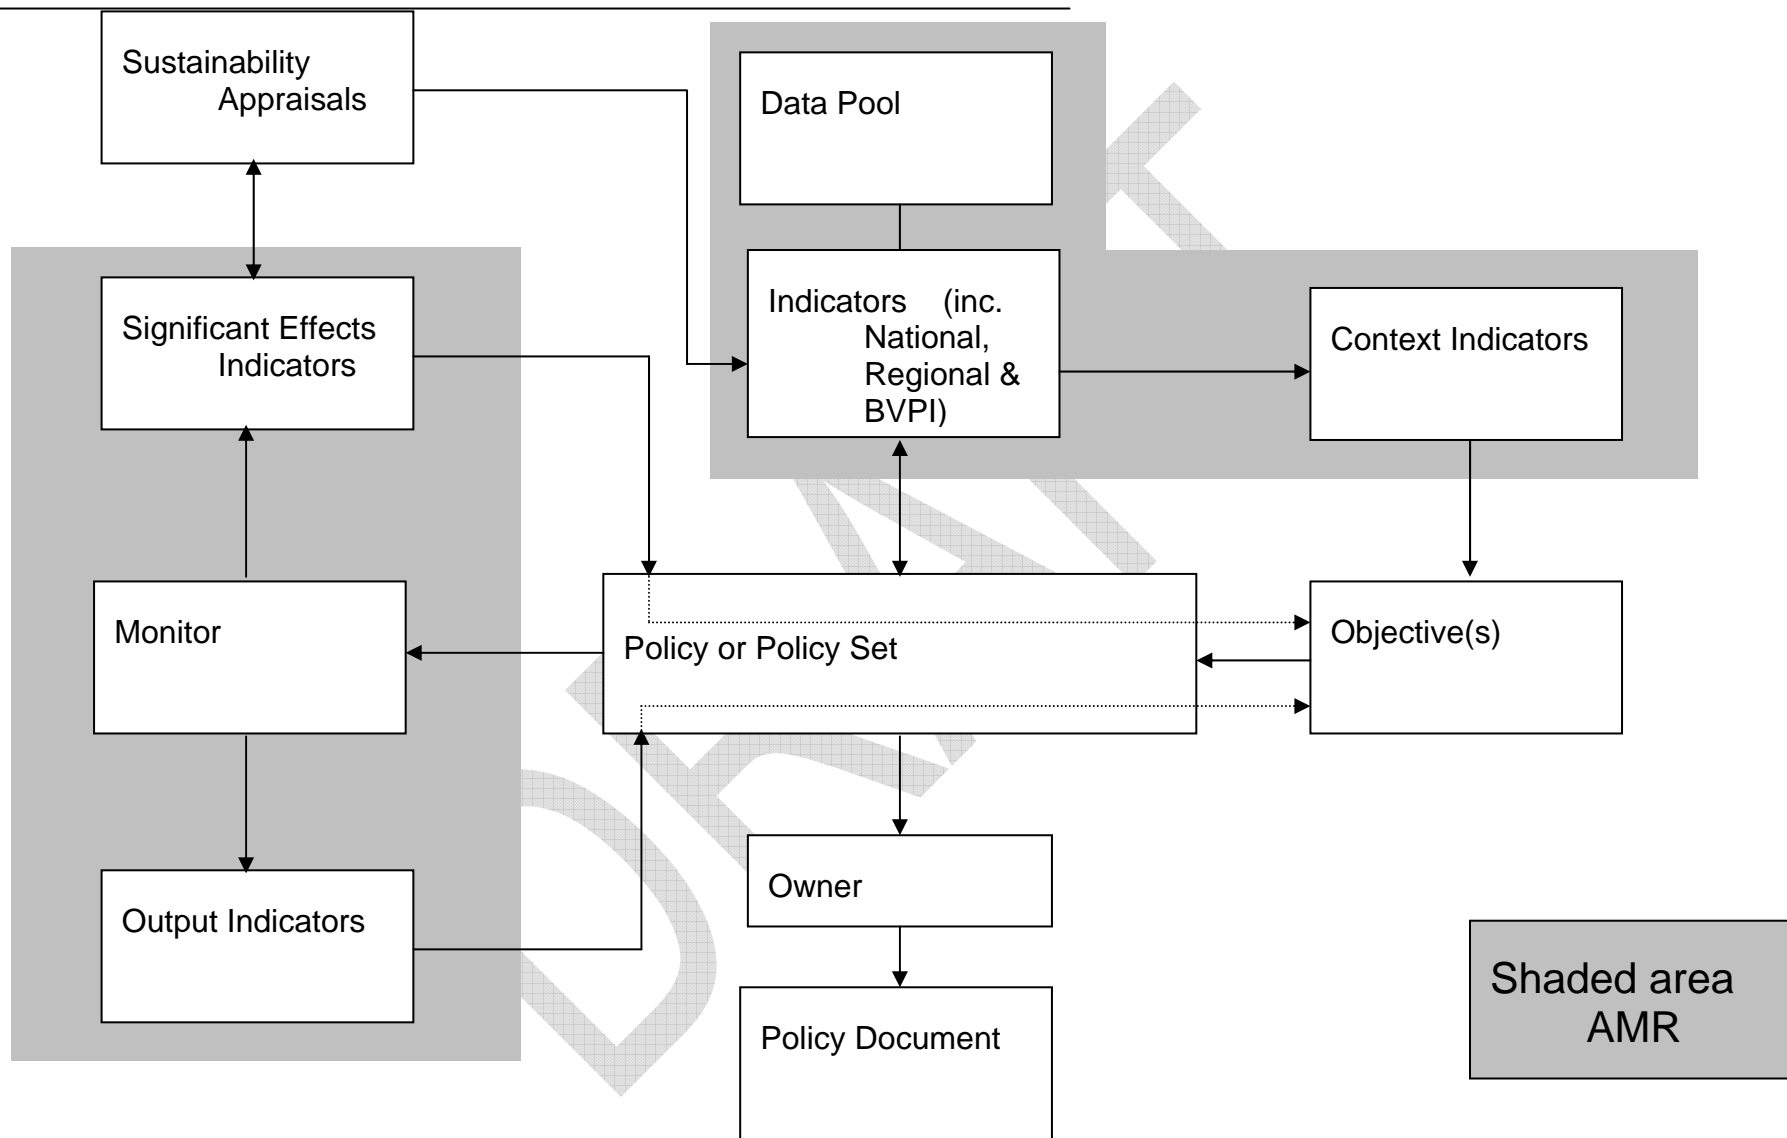 Sustainability
Appraisals
Data Pool
Significant Effects
Indicators
Indicators (inc.
National,
Regional &
BVPI)
Context Indicators
Monitor
Policy or Policy Set
Objective(s)
Output Indicators
Owner
Policy Document
Shaded area
AMR
DRAFT